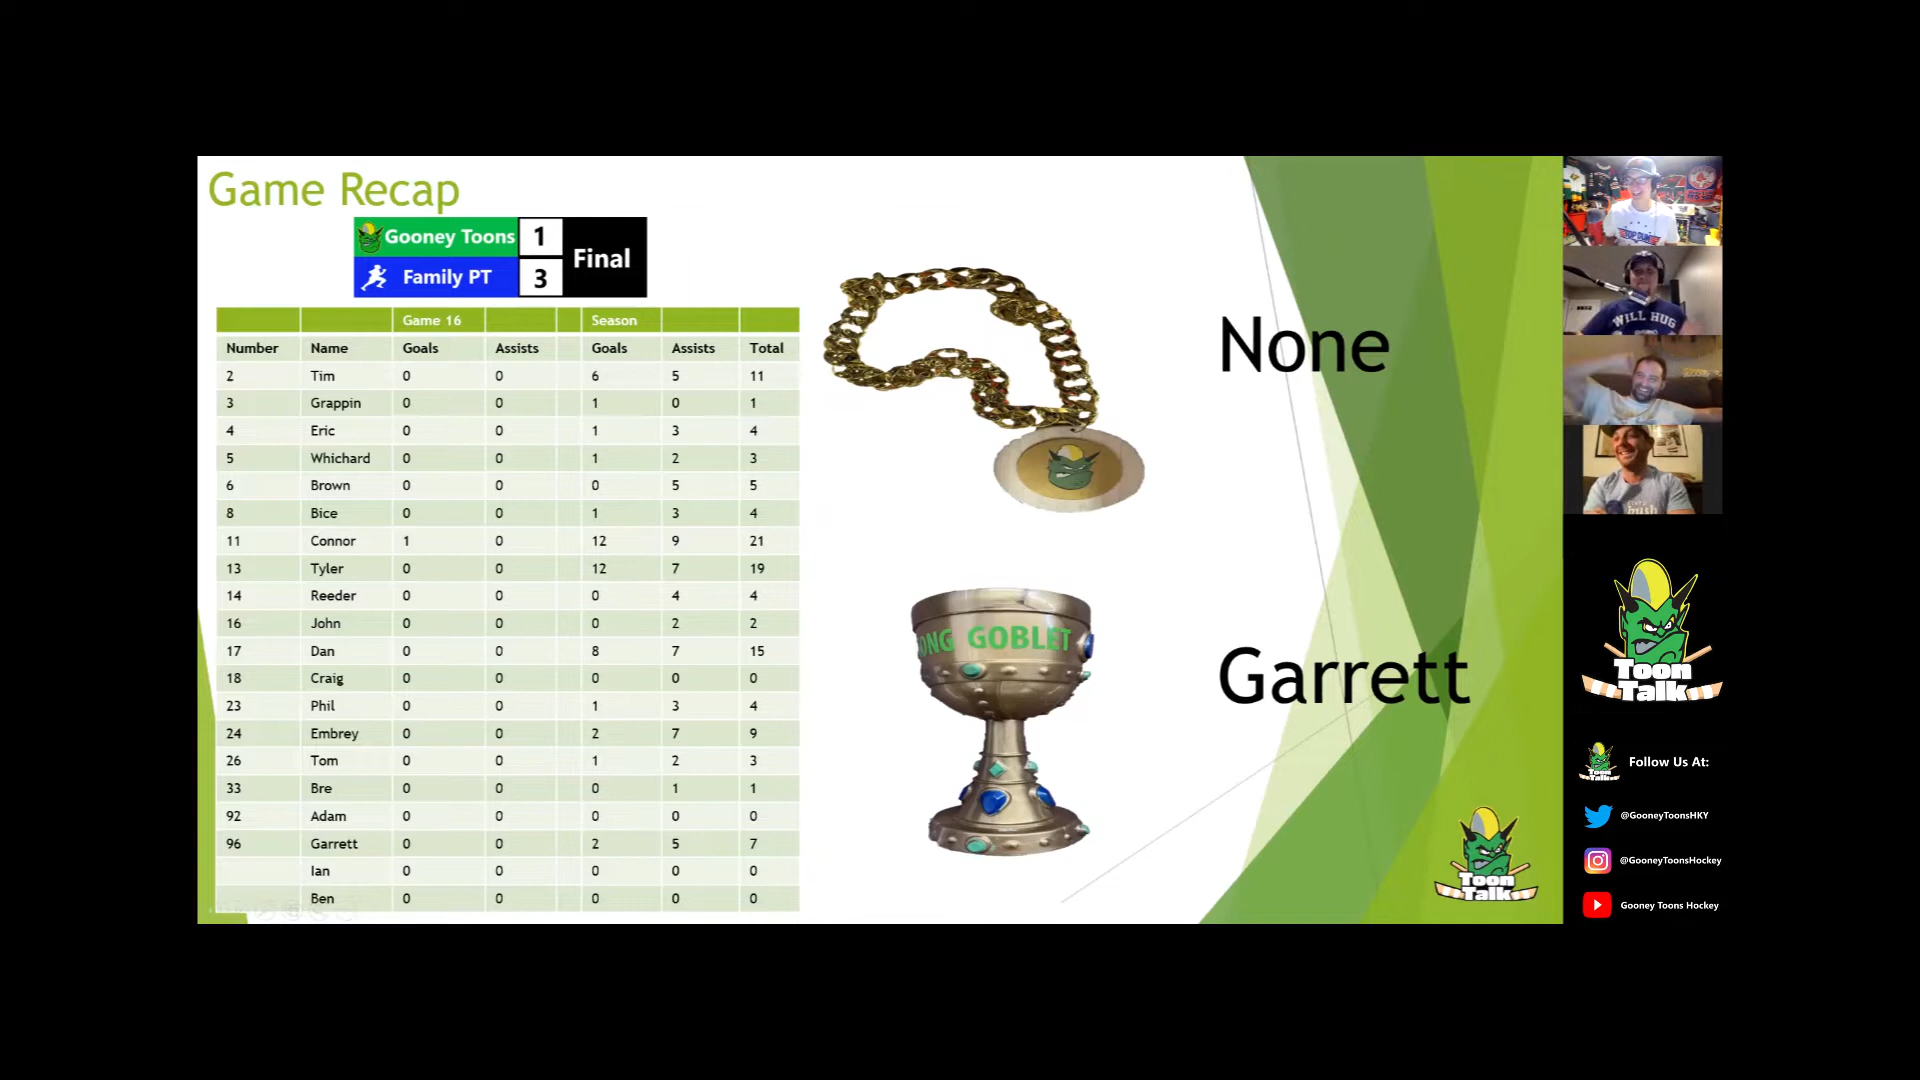 Game Recap
Gooney Toons 1
Final
Family PT 3
Game 16 Season
Number Name Goals Assists Goals Assists Total
2 Tim 0 0 6 5 11
3 Grappin 0 0 1 0 1
4 Eric 0 0 1 3 4
5 Whichard 0 0 1 2 3
6 Brown 0 0 0 5 5
8 Bice 0 0 1 3 4
11 Connor 1 0 12 9 21
13 Tyler 0 0 12 7 19
14 Reeder 0 0 0 4 4
16 John 0 0 0 2 2
17 Dan 0 0 8 7 15
18 Craig 0 0 0 0 0
23 Phil 0 0 1 3 4
24 Embrey 0 0 2 7 9
26 Tom 0 0 1 2 3
33 Bre 0 0 0 1 1
92 Adam 0 0 0 0 0
96 Garrett 0 0 2 5 7
Ian 0 0 0 0 0
Ben 0 0 0 0 0
None
ONG GOBLET
Garrett
Toon
Talk
WILL HUG
Toon
Talk
Follow Us At:
@GooneyToonsHKY
@GooneyToonsHockey
Gooney Toons Hockey